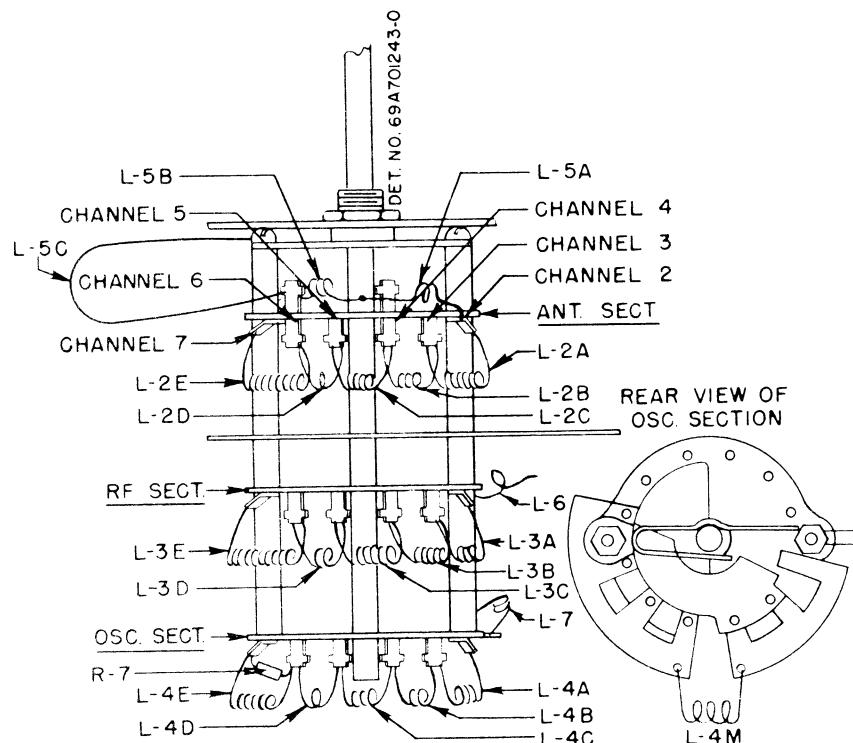 DET. NO. 69A701243-0
L-5B
L-5A
CHANNEL 5
CHANNEL 4
L-5C
CHANNEL 3
CHANNEL 6
CHANNEL 2
ANT. SECT
CHANNEL 7
L-2A
L-2E
L-2B
L-2D
L-2C
REAR VIEW OF
OSC. SECTION
RF SECT.
L-6
L-3E
L-3A
L-3B
L-3D
L-3C
L-7
OSC. SECT.
R-7
L-4E
L-4A
L-4D
L-4B
L-4C
L-4M